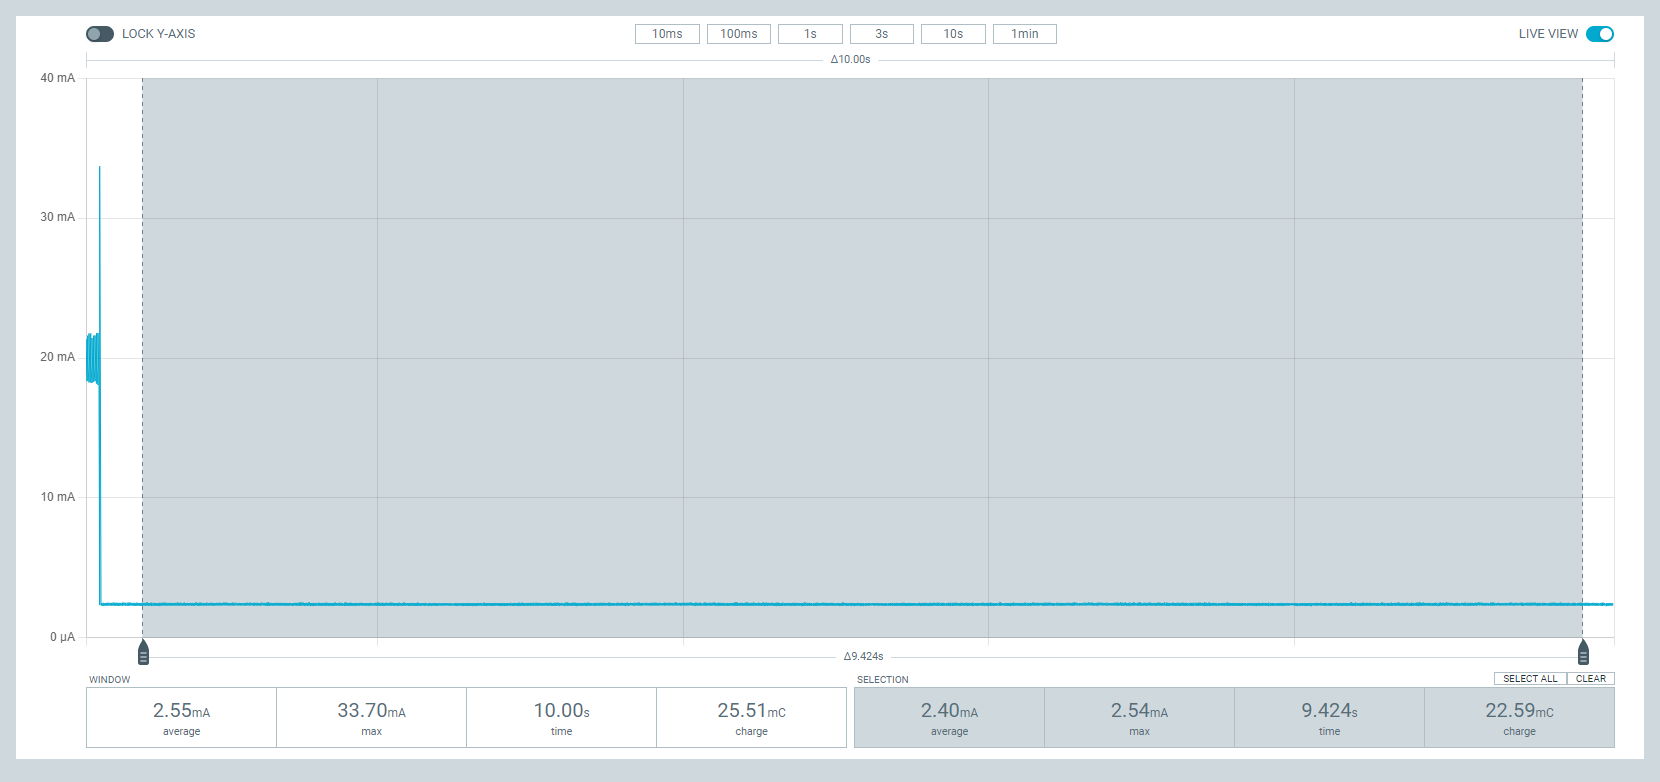 LOCK Y-AXIS 10ms 100ms 1s 3s 10s 1min LIVE VIEW
Δ10.00s
40 mA
30 mA
20 mA
10 mA
0 µA
Δ9.424s
WINDOW SELECTION SELECT ALL CLEAR
2.55mA 33.70mA 10.00s 25.51mC 2.40mA 2.54mA 9.424s 22.59mC
average max time charge average max time charge